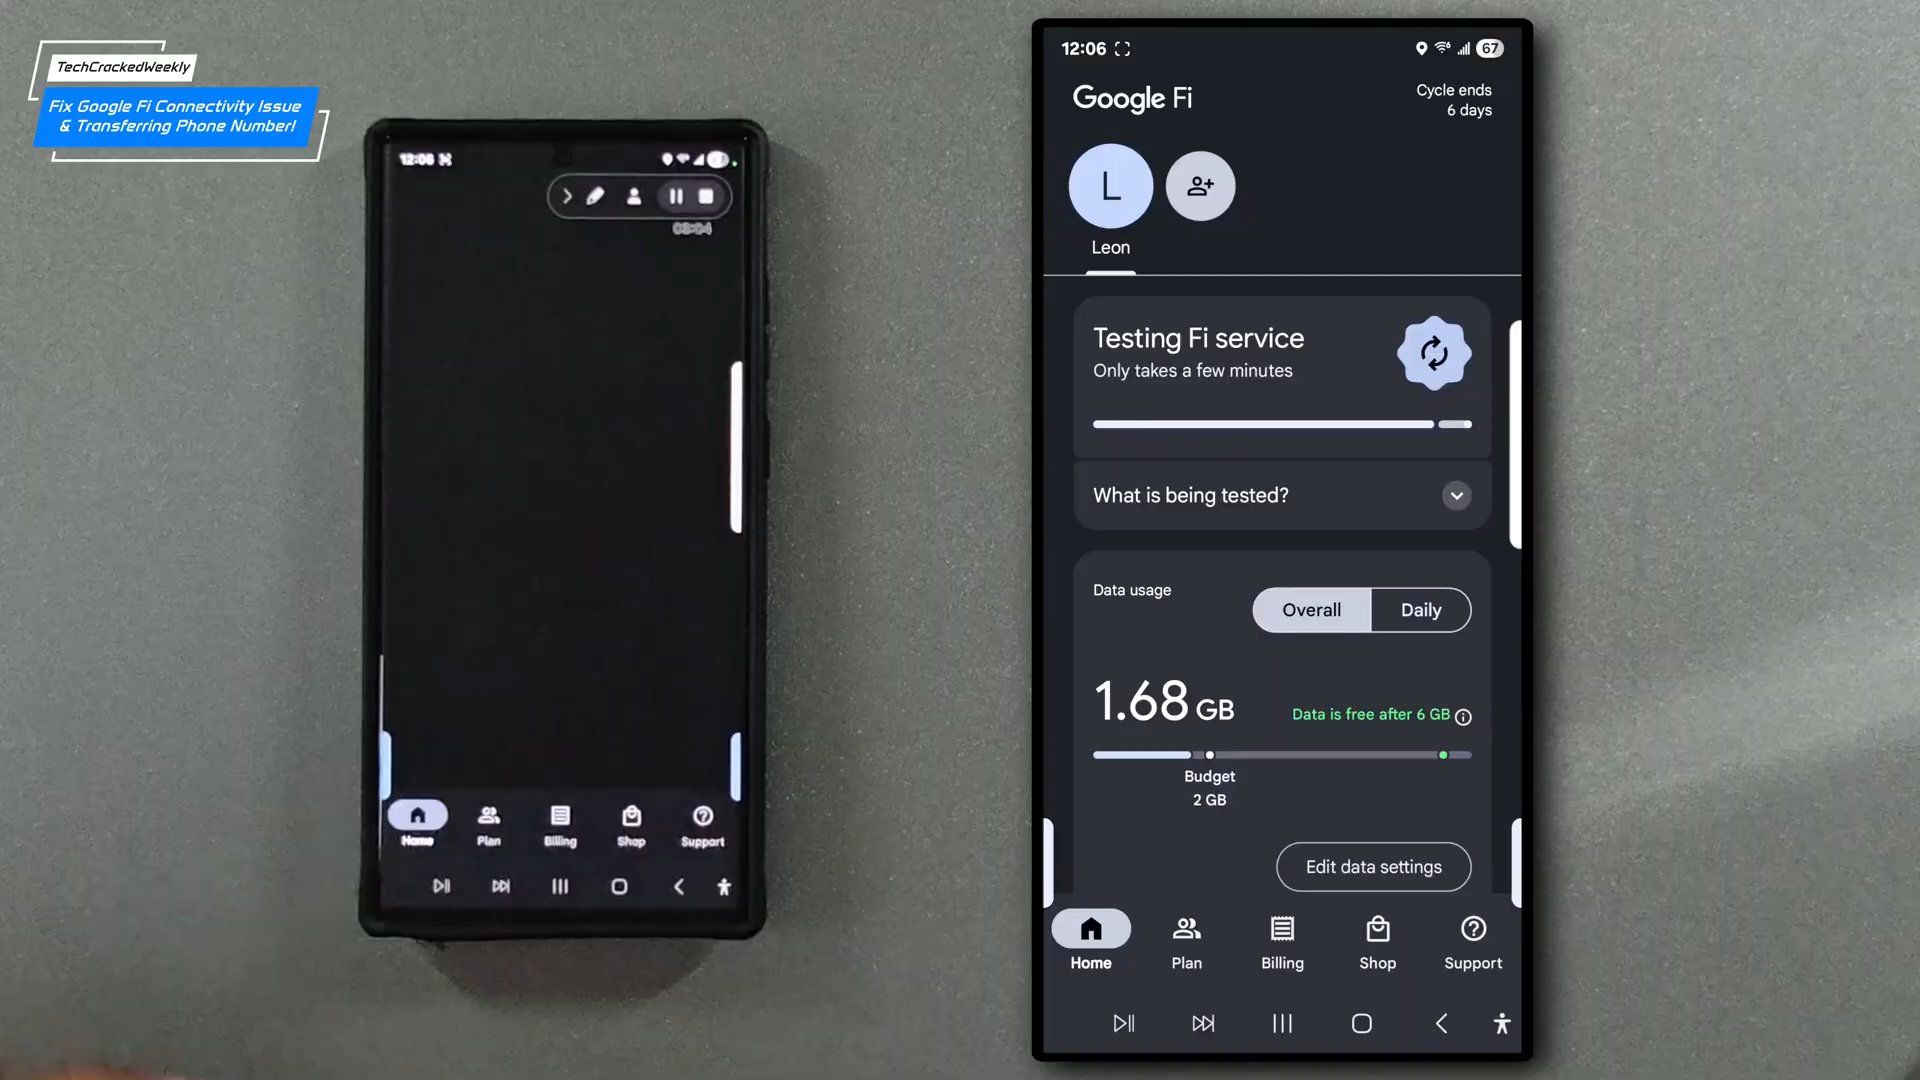 TechCrackedWeekly
Fix Google Fi Connectivity Issue
& Transferring Phone Number!
12:06
03:04
Home
Plan
Billing
Shop
Support
12:06
67
Google Fi
Cycle ends
6 days
L
Leon
Testing Fi service
Only takes a few minutes
What is being tested?
Data usage
Overall
Daily
1.68 GB
Data is free after 6 GB
Budget
2 GB
Edit data settings
Home
Plan
Billing
Shop
Support